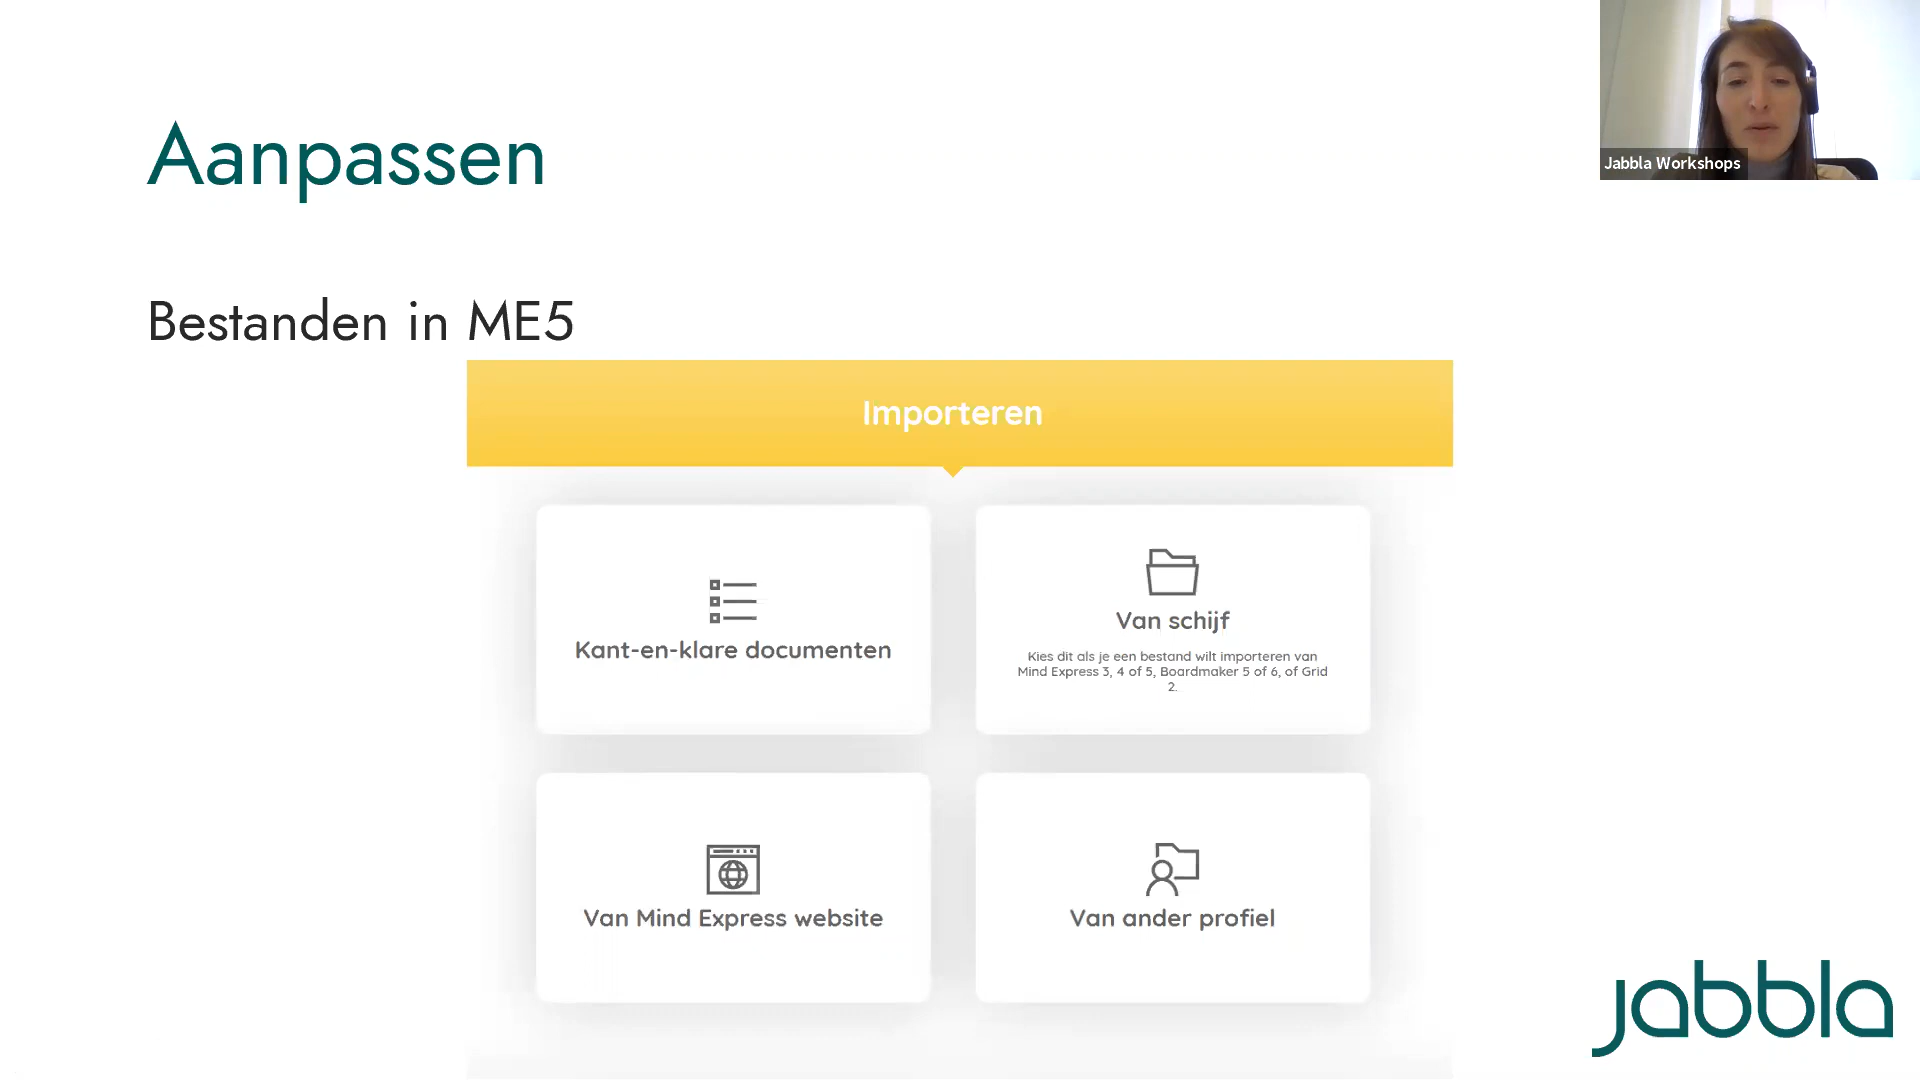 Aanpassen
Jabbla Workshops
Bestanden in ME5
Importeren
Kant-en-klare documenten
Van schijf
Kies dit als je een bestand wilt importeren van
Mind Express 3, 4 of 5, Boardmaker 5 of 6, of Grid
2.
Van Mind Express website
Van ander profiel
jabbla